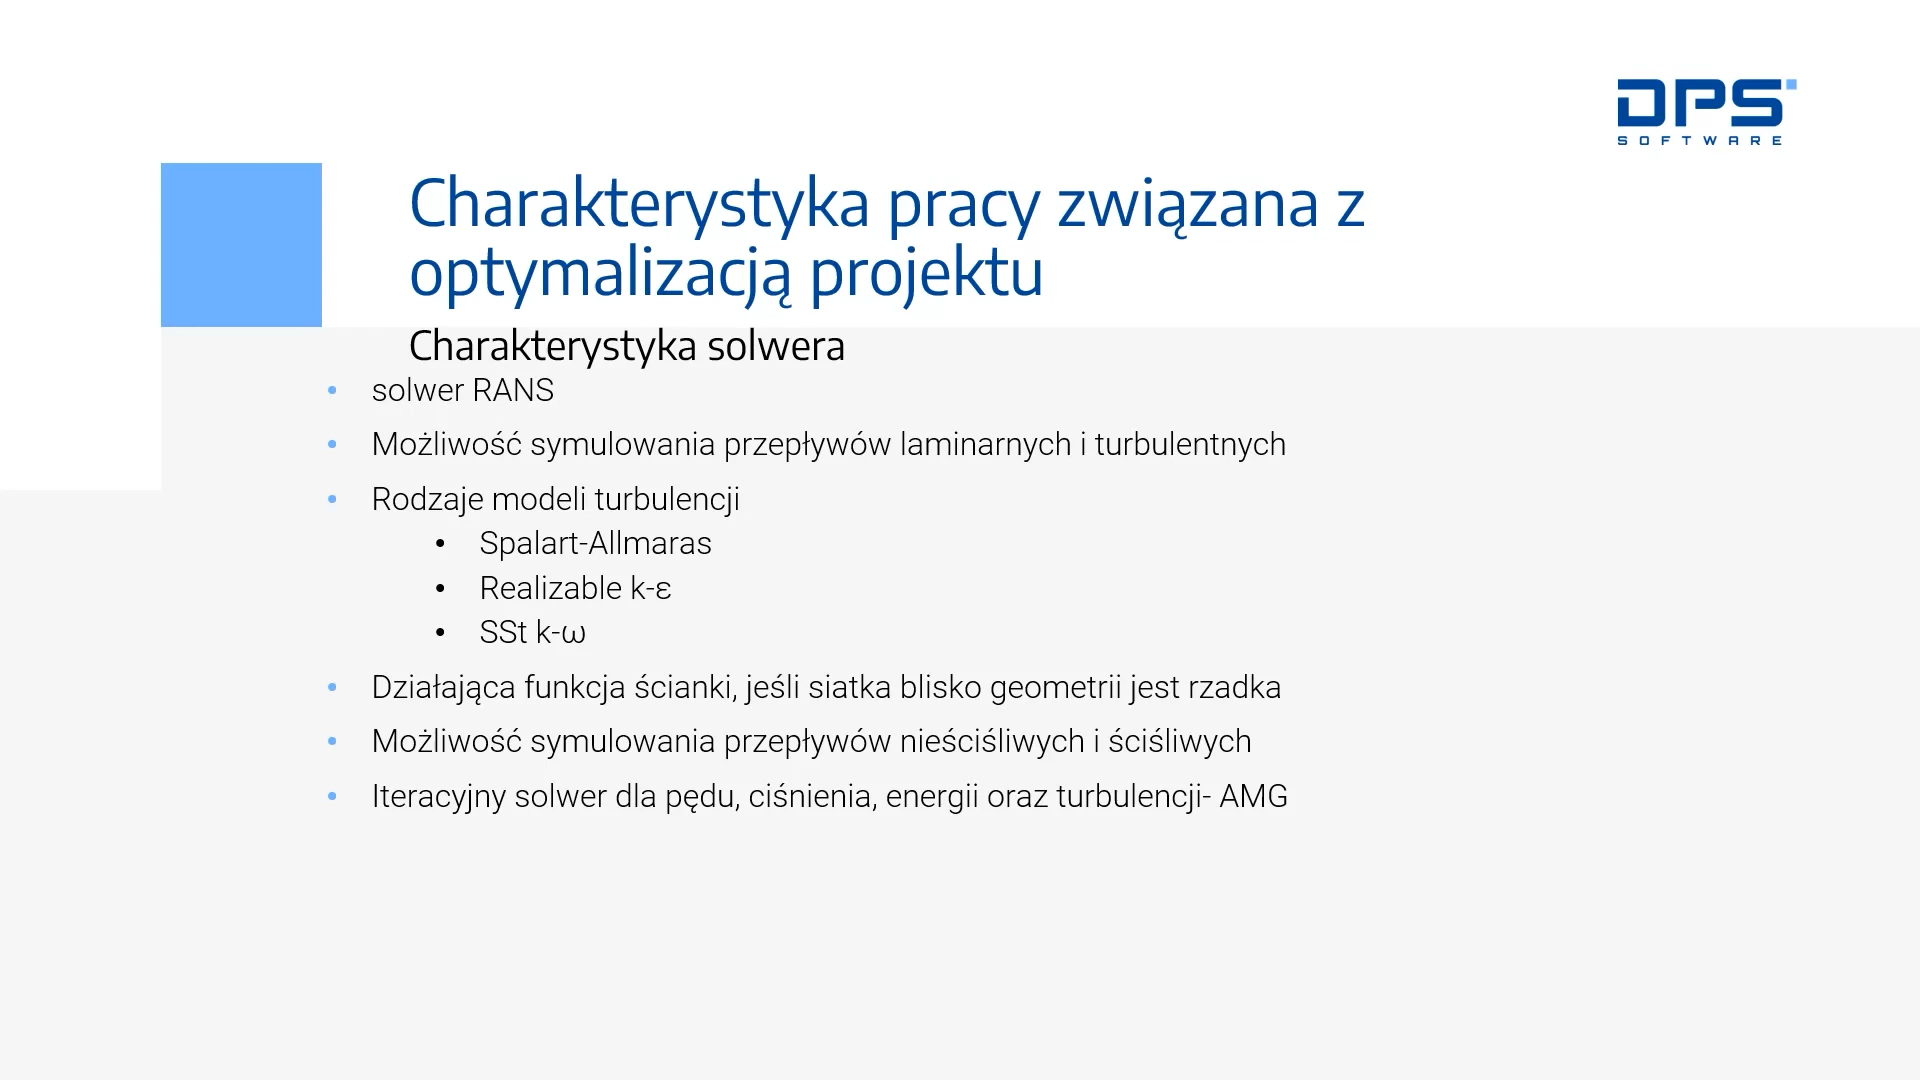 DPS
SOFTWARE
Charakterystyka pracy związana z
optymalizacją projektu
Charakterystyka solwera
• solwer RANS
• Możliwość symulowania przepływów laminarnych i turbulentnych
• Rodzaje modeli turbulencji
• Spalart-Allmaras
• Realizable k-ε
• SSt k-ω
• Działająca funkcja ścianki, jeśli siatka blisko geometrii jest rzadka
• Możliwość symulowania przepływów nieściśliwych i ściśliwych
• Iteracyjny solwer dla pędu, ciśnienia, energii oraz turbulencji- AMG